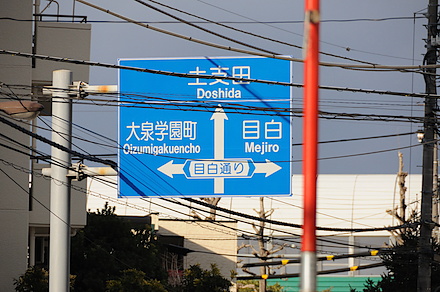 土支田
Doshida
大泉学園町
Oizumigakuencho
目白
Mejiro
目白通り